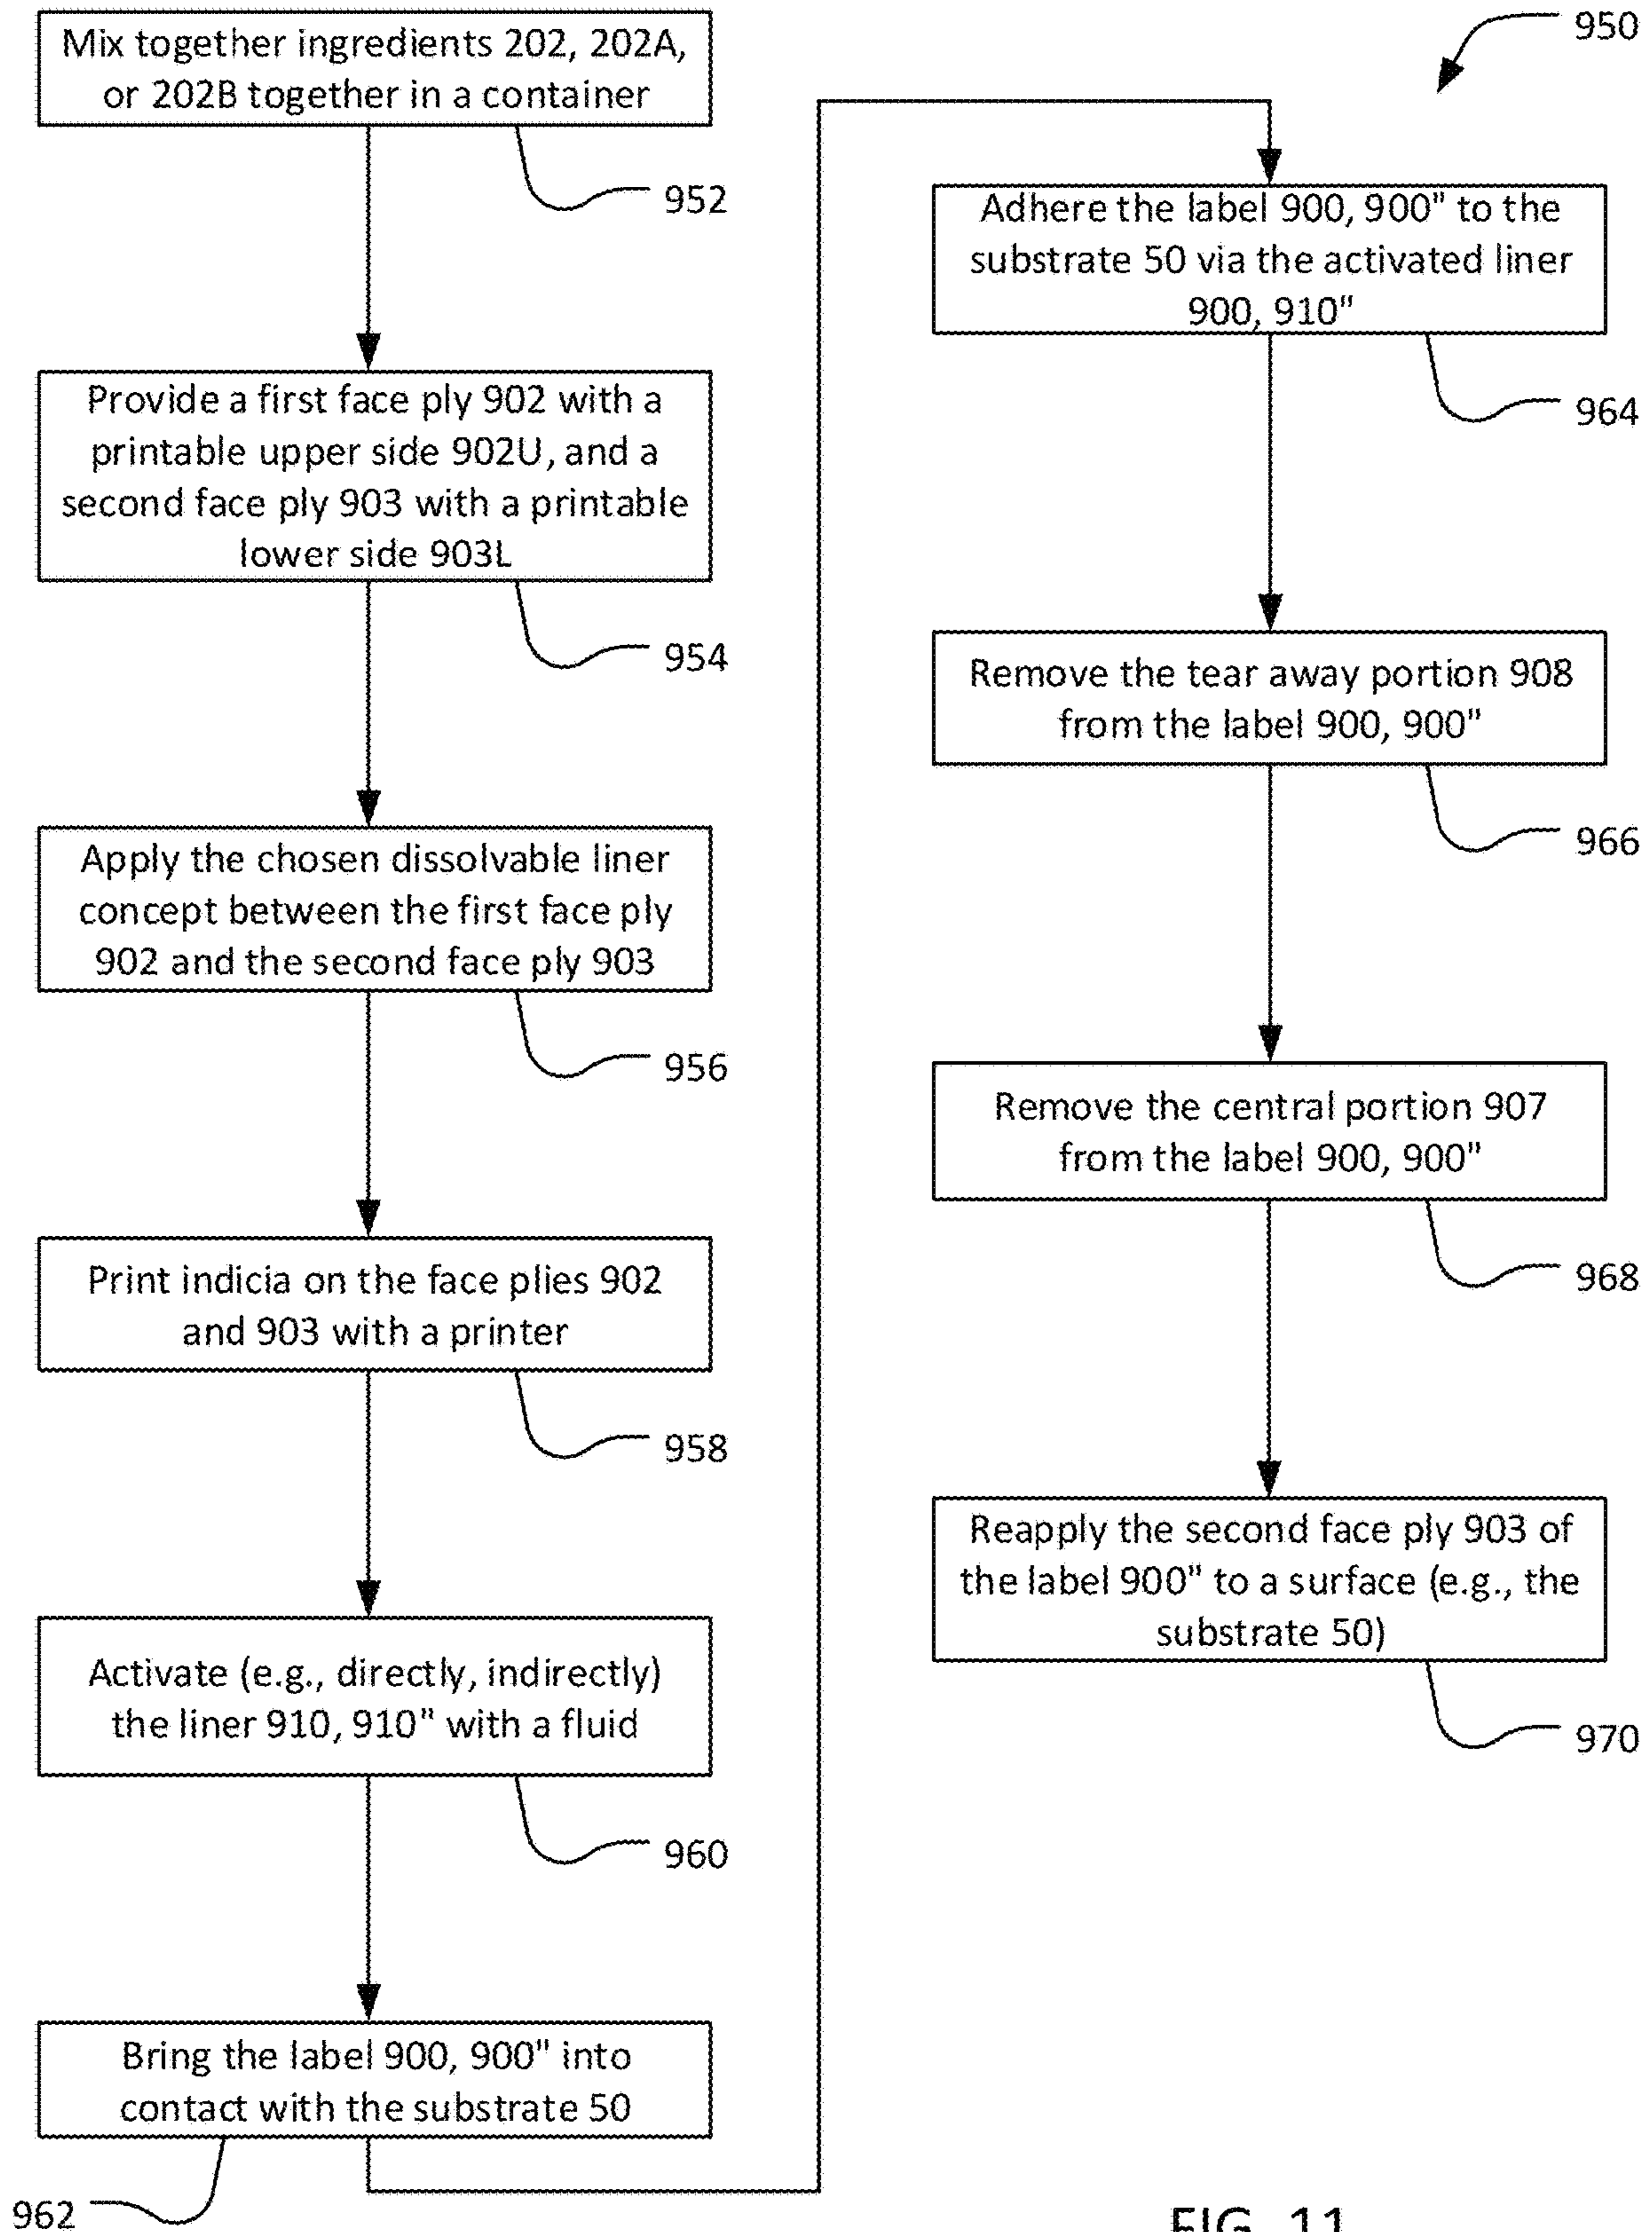 Mix together ingredients 202, 202A,
or 202B together in a container
952
Provide a first face ply 902 with a
printable upper side 902U, and a
second face ply 903 with a printable
lower side 903L
954
Apply the chosen dissolvable liner
concept between the first face ply
902 and the second face ply 903
956
Print indicia on the face plies 902
and 903 with a printer
958
Activate (e.g., directly, indirectly)
the liner 910, 910" with a fluid
960
Bring the label 900, 900" into
contact with the substrate 50
962
950
Adhere the label 900, 900" to the
substrate 50 via the activated liner
900, 910"
964
Remove the tear away portion 908
from the label 900, 900"
966
Remove the central portion 907
from the label 900, 900"
968
Reapply the second face ply 903 of
the label 900" to a surface (e.g., the
substrate 50)
970
FIG. 11